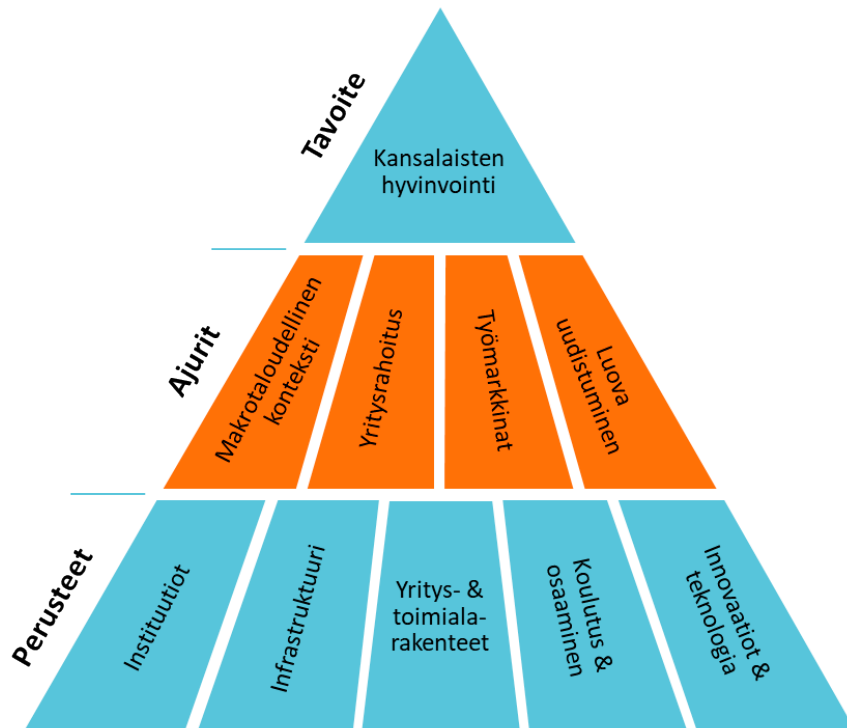 Tavoite
Kansalaisten
hyvinvointi
Ajurit
Makrotaloudellinen
konteksti
Yritysrahoitus
Työmarkkinat
Luova
uudistuminen
Perusteet
Instituutiot
Infrastruktuuri
Yritys- &
toimiala-
rakenteet
Koulutus &
osaaminen
Innovaatiot &
teknologia